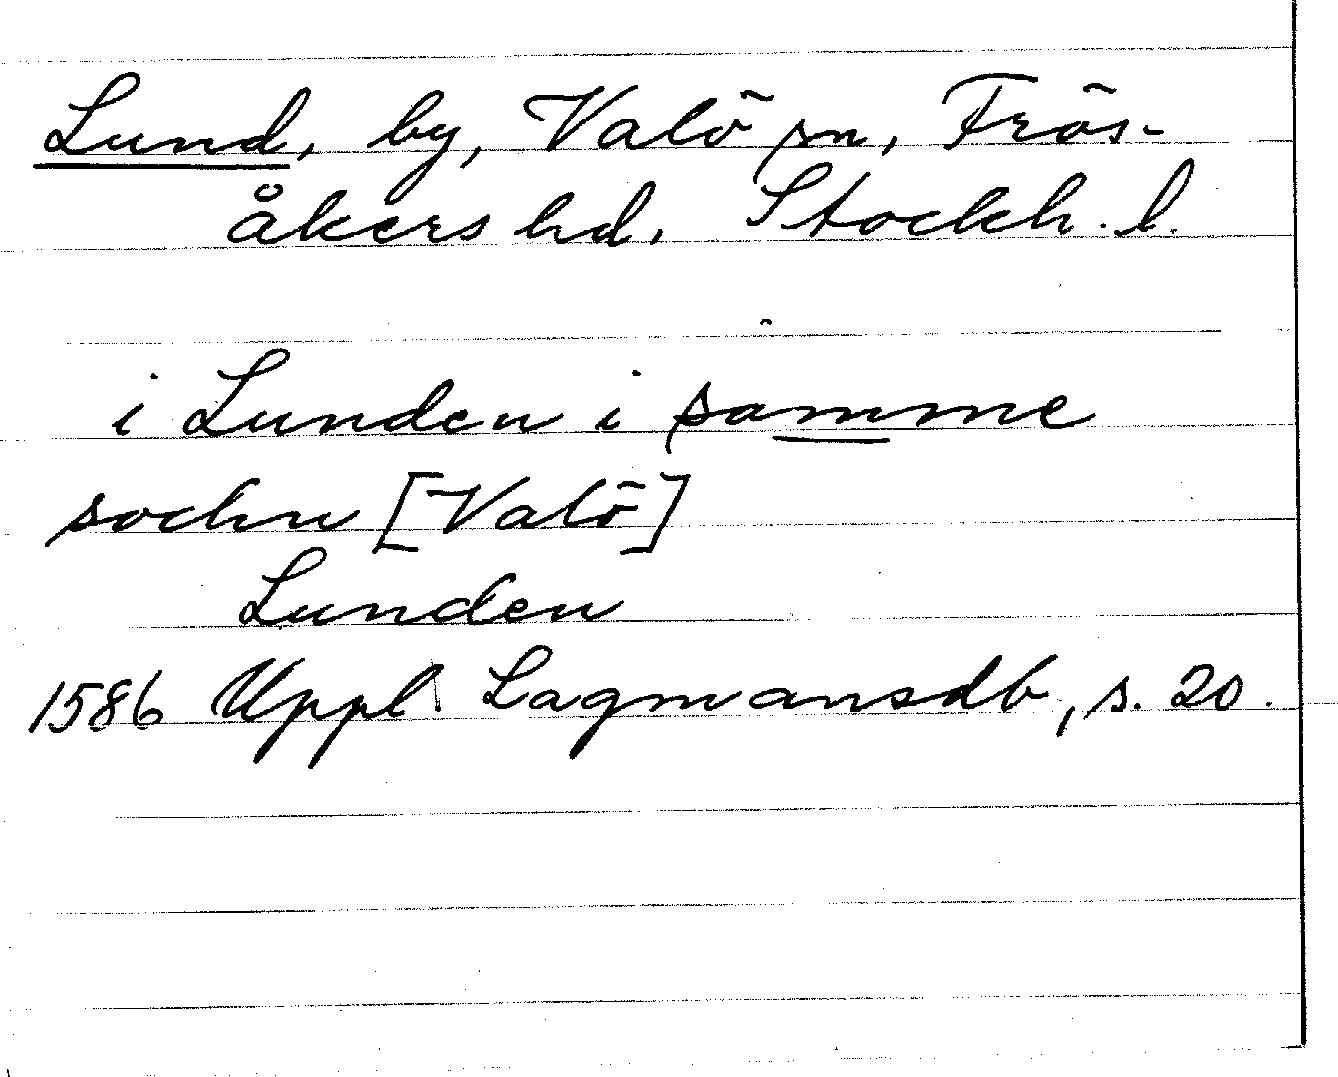 Lund, by, Valö sn, Frös-
åkers hd, Stockh. l.
i Lunden i samme
sochn [Valö]
Lunden
1586 Uppl. Lagmansdb, s. 20.